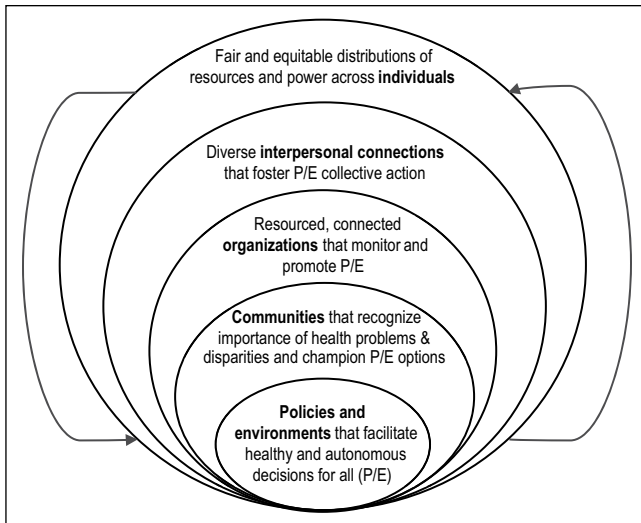 Fair and equitable distributions of
resources and power across individuals
Diverse interpersonal connections
that foster P/E collective action
Resourced, connected
organizations that monitor and
promote P/E
Communities that recognize
importance of health problems &
disparities and champion P/E options
Policies and
environments that facilitate
healthy and autonomous
decisions for all (P/E)